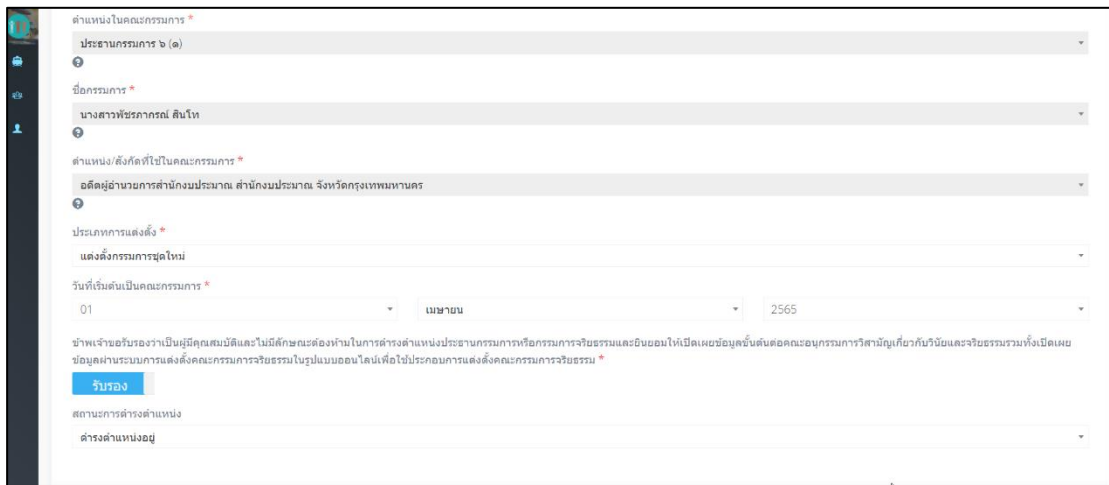 ตำแหน่งในคณะกรรมการ *
ประธานกรรมการ ๖ (๑)
ชื่อกรรมการ *
นางสาวพัชรภากรณ์ สินโท
ตำแหน่ง/สังกัดที่ใช้ในคณะกรรมการ *
อดีตผู้อำนวยการสำนักงบประมาณ สำนักงบประมาณ จังหวัดกรุงเทพมหานคร
ประเภทการแต่งตั้ง *
แต่งตั้งกรรมการชุดใหม่
วันที่เริ่มต้นเป็นคณะกรรมการ *
01 เมษายน 2565
ข้าพเจ้าขอรับรองว่าเป็นผู้มีคุณสมบัติและไม่มีลักษณะต้องห้ามในการดำรงตำแหน่งประธานกรรมการหรือกรรมการจริยธรรมและยินยอมให้เปิดเผยข้อมูลขั้นต้นต่อคณะอนุกรรมการวิสามัญเกี่ยวกับวินัยและจริยธรรมรวมทั้งเปิดเผย
ข้อมูลผ่านระบบการแต่งตั้งคณะกรรมการจริยธรรมในรูปแบบออนไลน์เพื่อใช้ประกอบการแต่งตั้งคณะกรรมการจริยธรรม *
รับรอง
สถานะการดำรงตำแหน่ง
ดำรงตำแหน่งอยู่